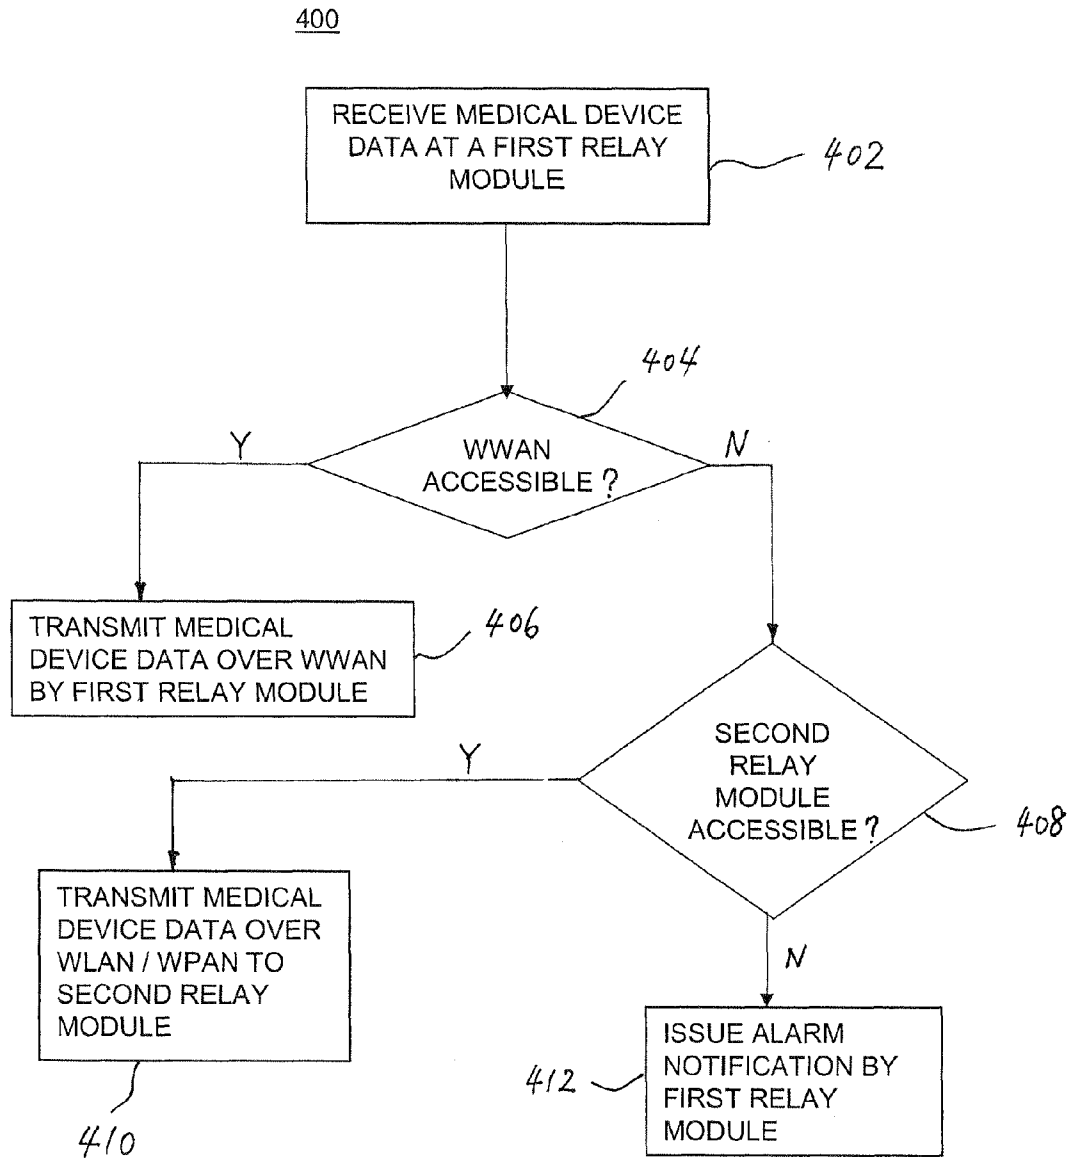 400
RECEIVE MEDICAL DEVICE
DATA AT A FIRST RELAY
MODULE
402
404
Y
WWAN
ACCESSIBLE ?
N
TRANSMIT MEDICAL
DEVICE DATA OVER WWAN
BY FIRST RELAY MODULE
406
SECOND
RELAY
MODULE
ACCESSIBLE ?
408
Y
TRANSMIT MEDICAL
DEVICE DATA OVER
WLAN / WPAN TO
SECOND RELAY
MODULE
410
N
ISSUE ALARM
NOTIFICATION BY
FIRST RELAY
MODULE
412